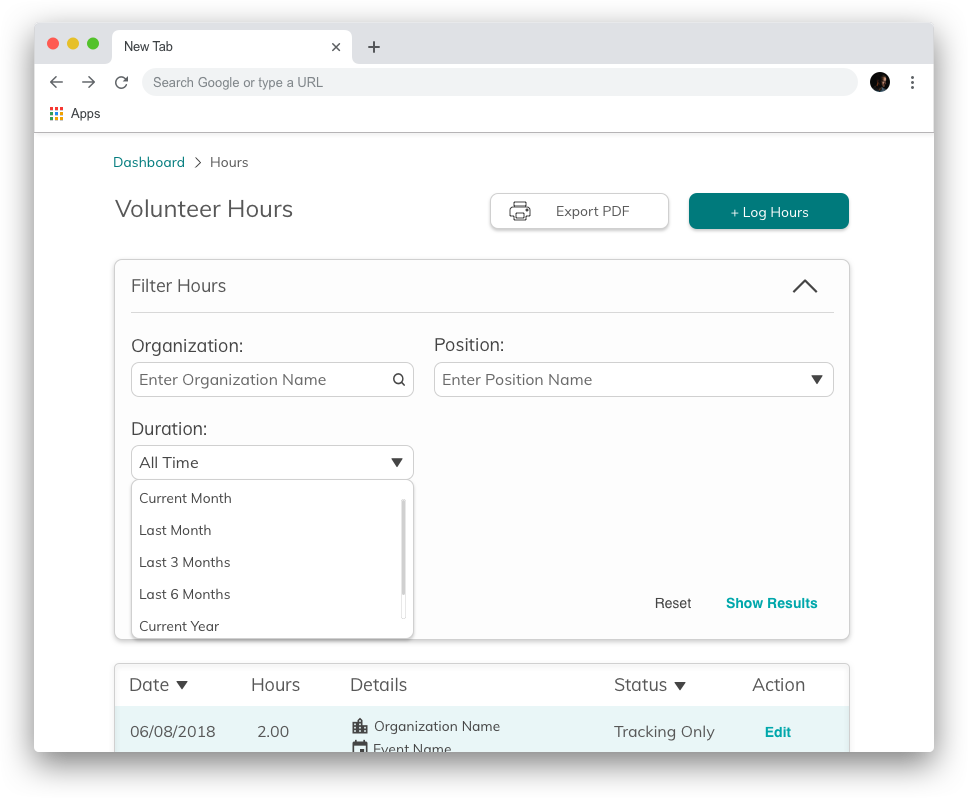 New Tab
Search Google or type a URL
Apps
Dashboard > Hours
Volunteer Hours
Export PDF
+ Log Hours
Filter Hours
Organization:
Position:
Enter Organization Name
Enter Position Name
Duration:
All Time
Current Month
Last Month
Last 3 Months
Last 6 Months
Current Year
Reset
Show Results
Date Hours Details Status Action
06/08/2018 2.00 Organization Name Tracking Only Edit
Event Name